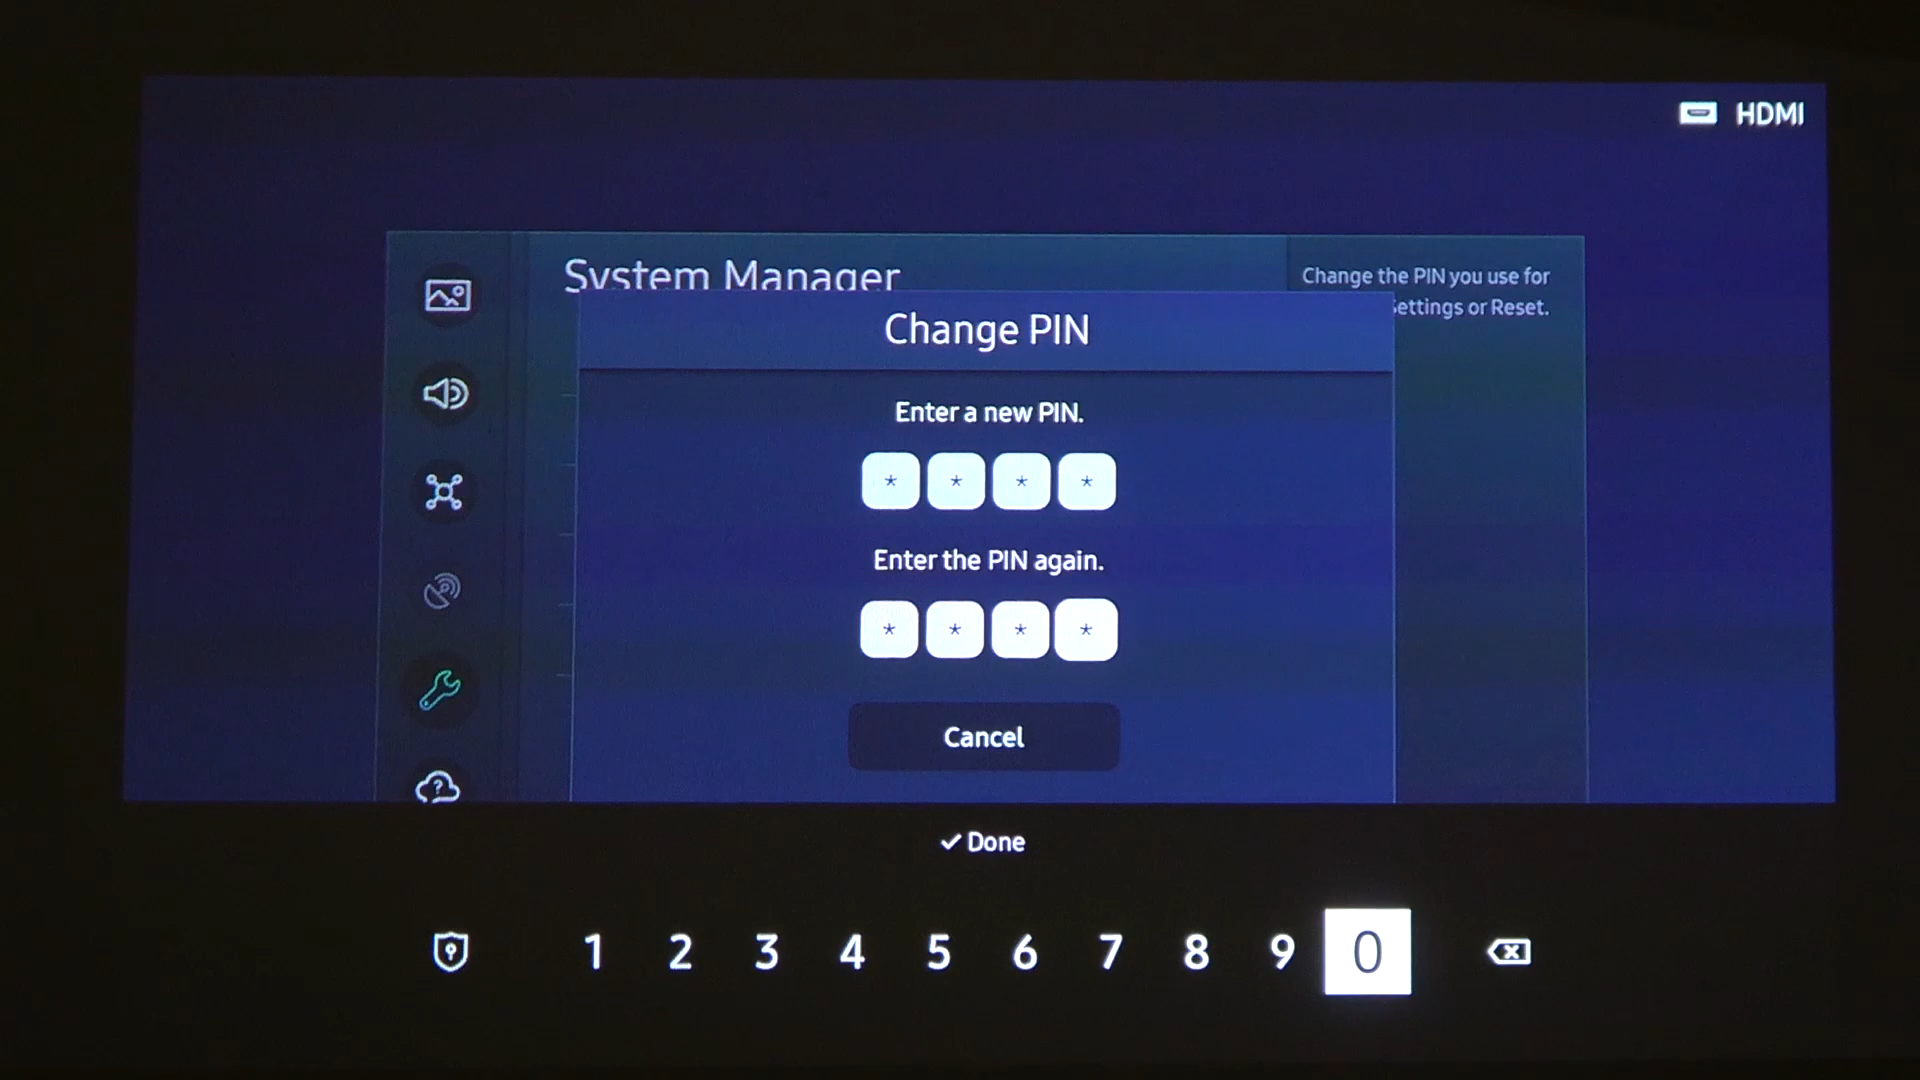 HDMI
System Manager
Change the PIN you use for
Settings or Reset.
Change PIN
Enter a new PIN.
* * * *
Enter the PIN again.
* * * *
Cancel
Done
1 2 3 4 5 6 7 8 9 0